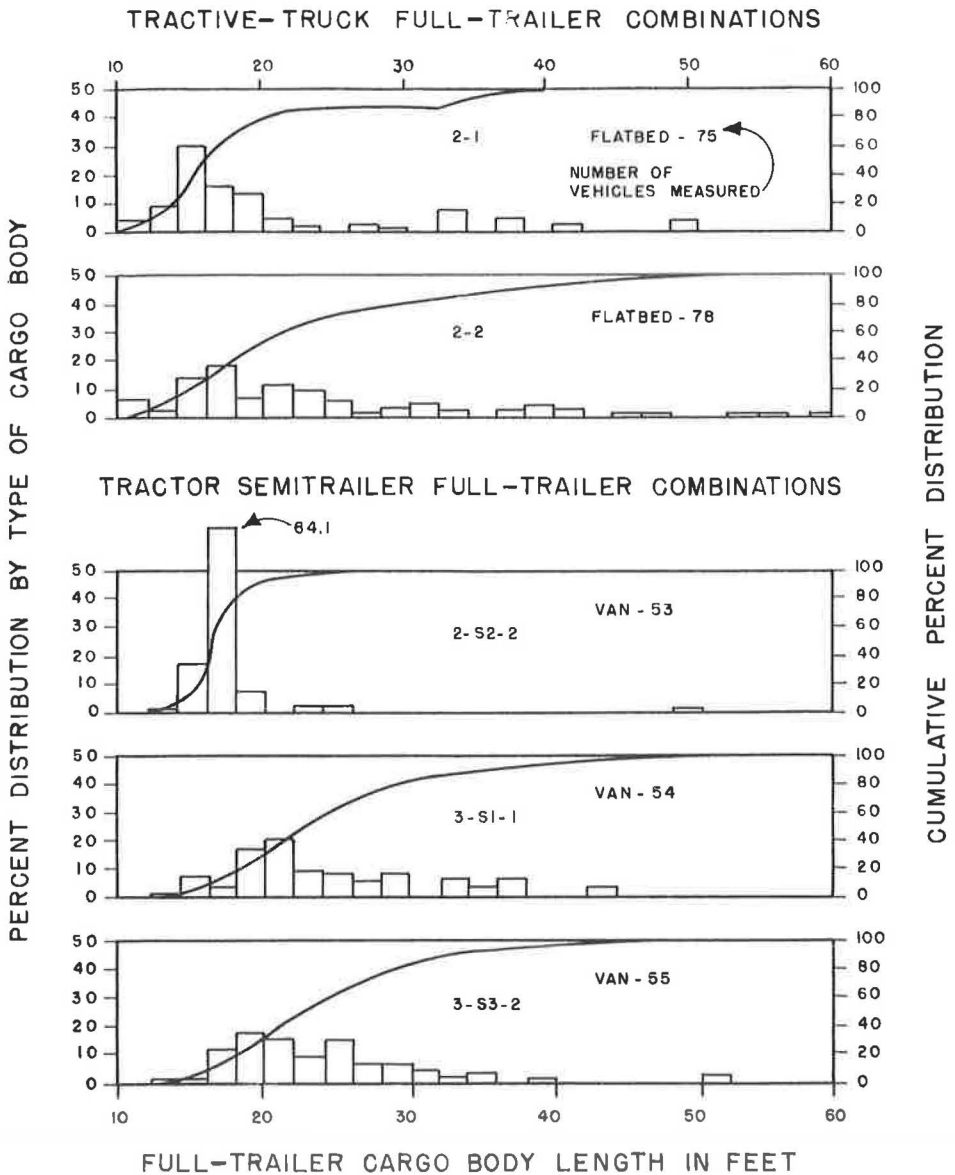 TRACTIVE-TRUCK FULL-TRAILER COMBINATIONS
10 20 30 40 50 60
50 100
40 80
30 60
20 40
10 20
0 0
2-1
FLATBED - 75
NUMBER OF
VEHICLES MEASURED
50 100
40 80
30 60
20 40
10 20
0 0
2-2
FLATBED - 78
TRACTOR SEMITRAILER FULL-TRAILER COMBINATIONS
64.1
50 100
40 80
30 60
20 40
10 20
0 0
2-S2-2
VAN - 53
50 100
40 80
30 60
20 40
10 20
0 0
3-S1-1
VAN - 54
50 100
40 80
30 60
20 40
10 20
0 0
3-S3-2
VAN - 55
10 20 30 40 50 60
FULL-TRAILER CARGO BODY LENGTH IN FEET
PERCENT DISTRIBUTION BY TYPE OF CARGO BODY
CUMULATIVE PERCENT DISTRIBUTION